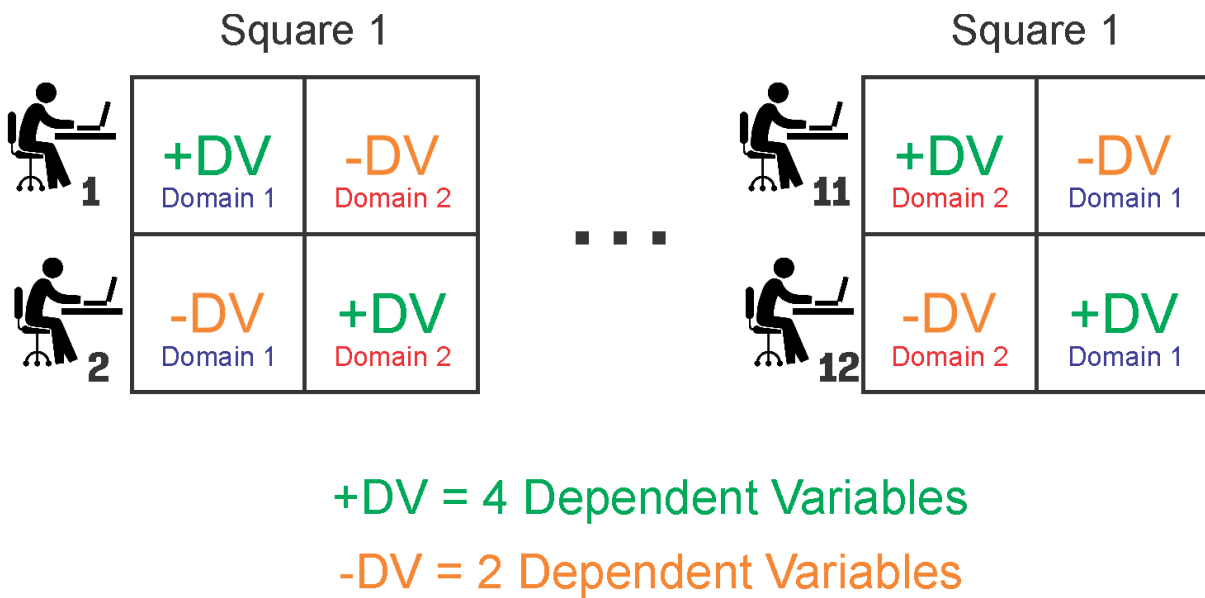 Square 1
Square 1
1
+DV
-DV
Domain 1
Domain 2
2
-DV
+DV
Domain 1
Domain 2
...
11
+DV
-DV
Domain 2
Domain 1
12
-DV
+DV
Domain 2
Domain 1
+DV = 4 Dependent Variables
-DV = 2 Dependent Variables